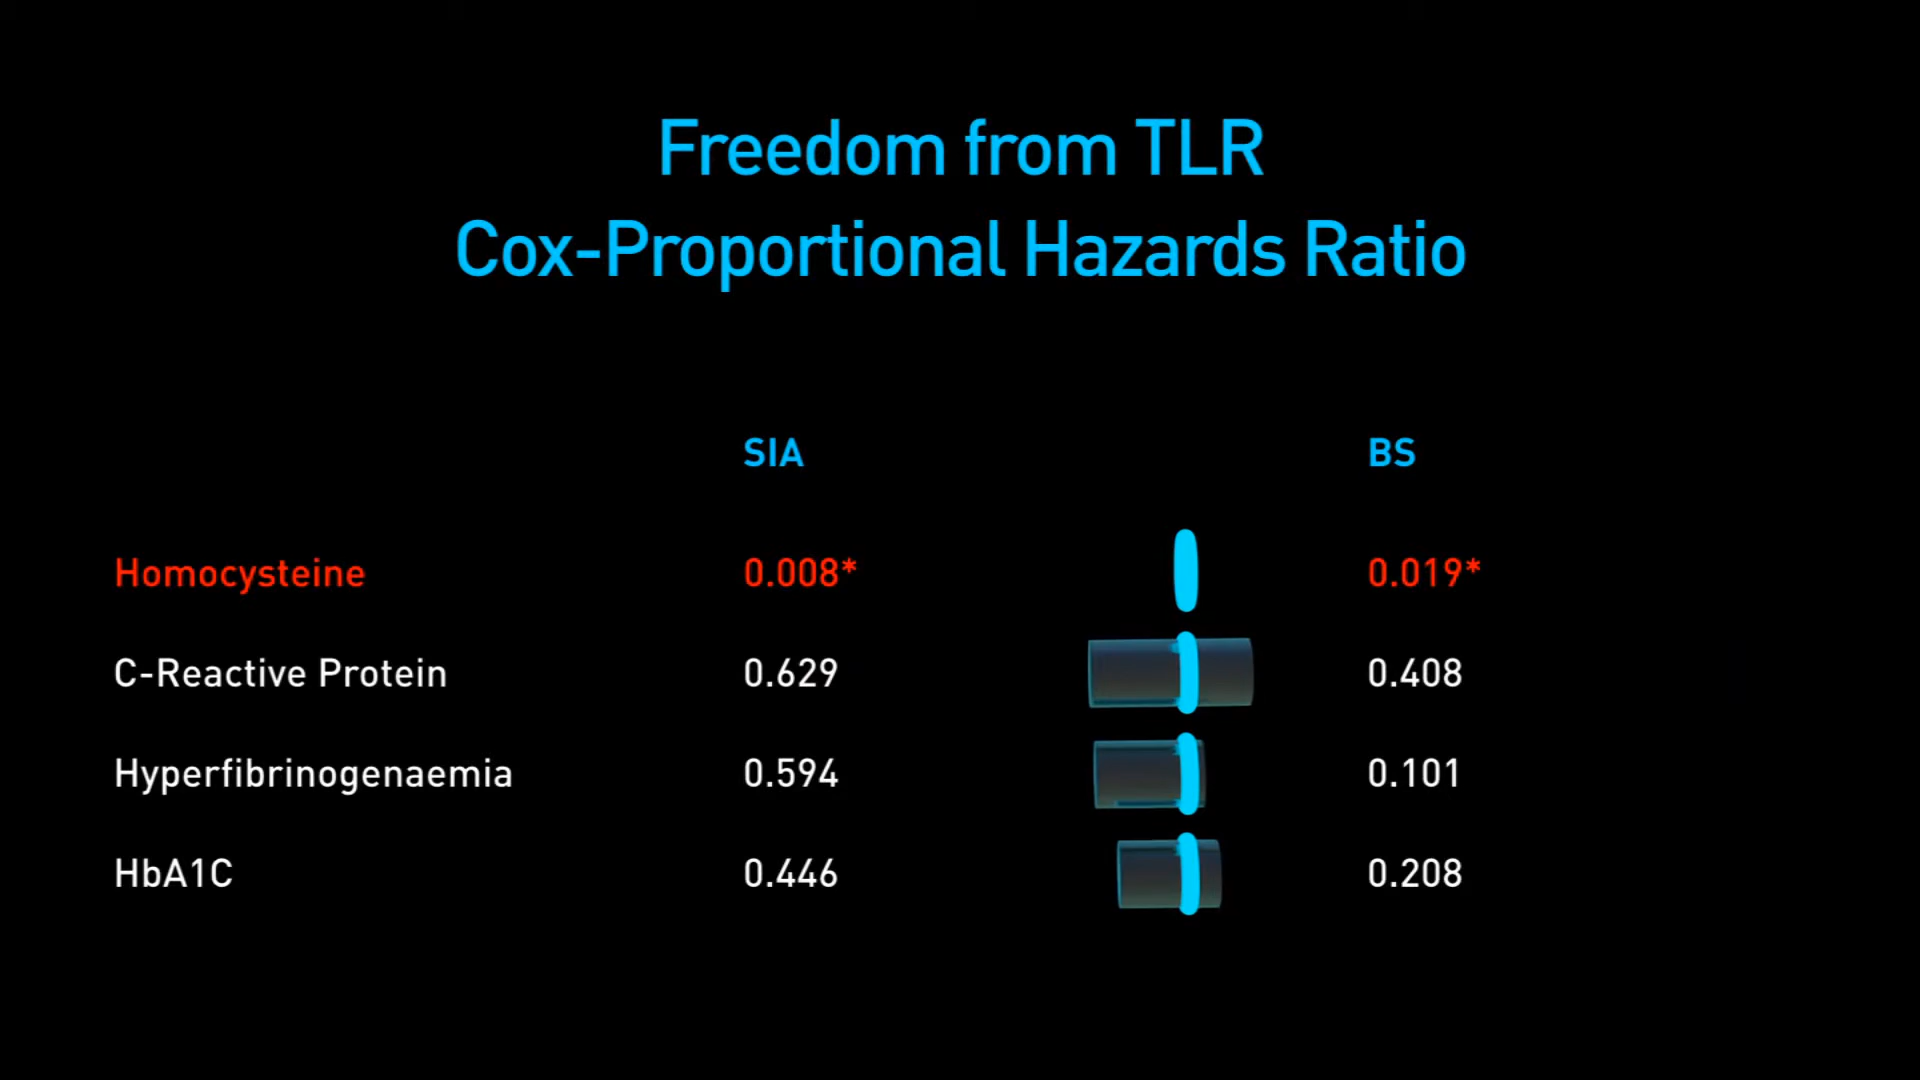 Freedom from TLR
Cox-Proportional Hazards Ratio
SIA BS
Homocysteine 0.008* 0.019*
C-Reactive Protein 0.629 0.408
Hyperfibrinogenaemia 0.594 0.101
HbA1C 0.446 0.208